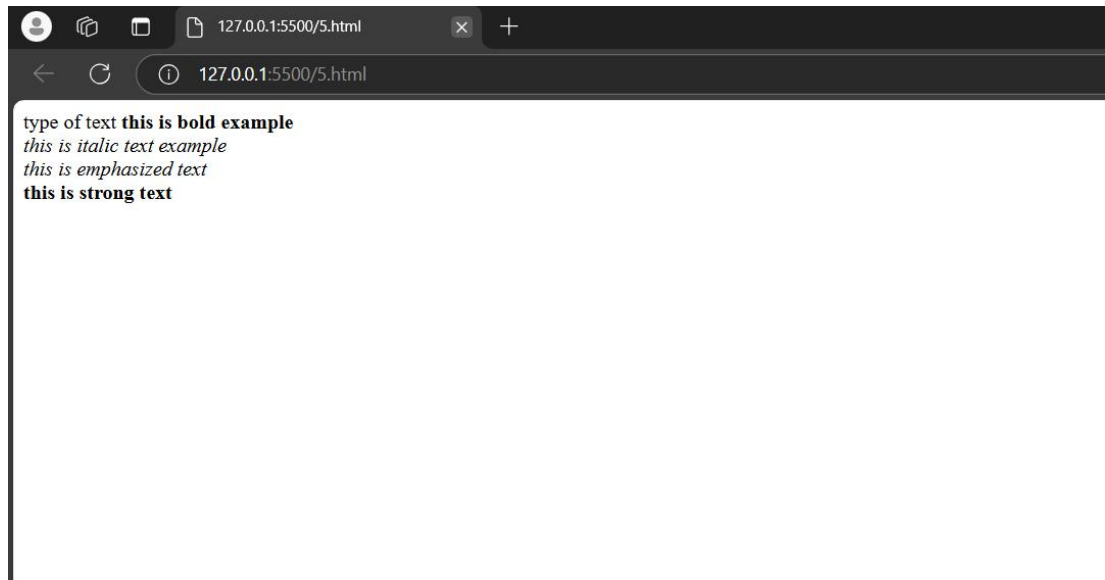 127.0.0.1:5500/5.html
127.0.0.1:5500/5.html
type of text this is bold example
this is italic text example
this is emphasized text
this is strong text